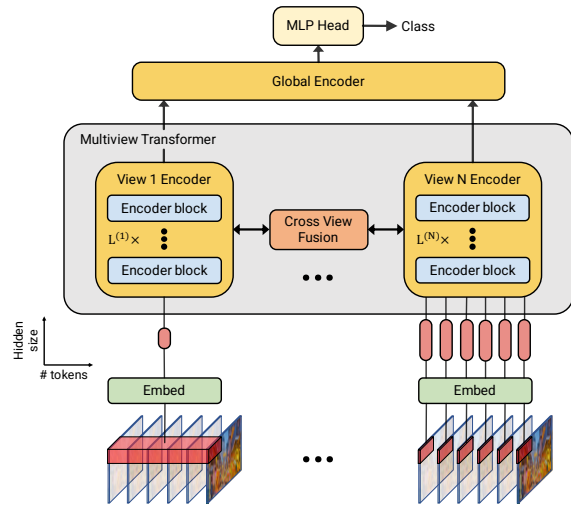 MLP Head
Class
Global Encoder
Multiview Transformer
View 1 Encoder
Encoder block
L(1)×
Encoder block
Cross View
Fusion
View N Encoder
Encoder block
L(N)×
Encoder block
Hidden
size
# tokens
Embed
Embed